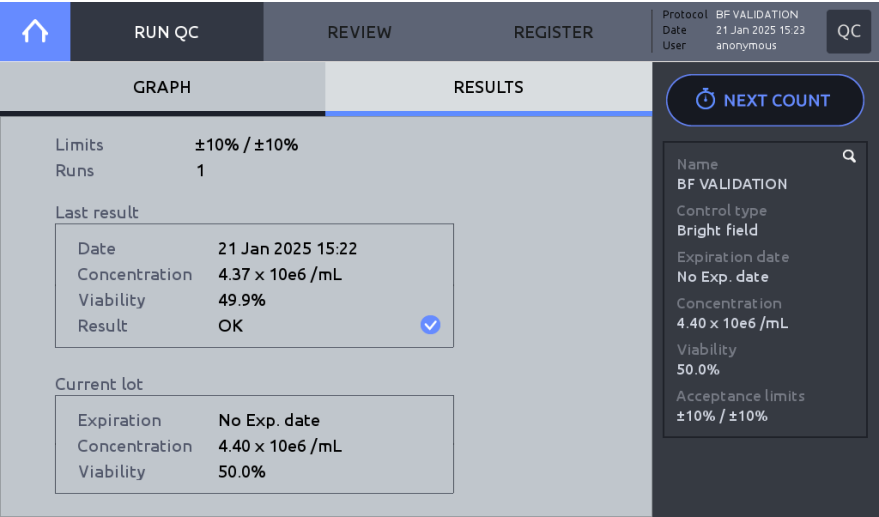 RUN QC
REVIEW
REGISTER
Protocol BF VALIDATION
Date 21 Jan 2025 15:23
User anonymous
QC
GRAPH
RESULTS
NEXT COUNT
Limits ±10% / ±10%
Runs 1
Last result
Date 21 Jan 2025 15:22
Concentration 4.37 x 10e6 /mL
Viability 49.9%
Result OK
Current lot
Expiration No Exp. date
Concentration 4.40 x 10e6 /mL
Viability 50.0%
Name
BF VALIDATION
Control type
Bright field
Expiration date
No Exp. date
Concentration
4.40 x 10e6 /mL
Viability
50.0%
Acceptance limits
±10% / ±10%